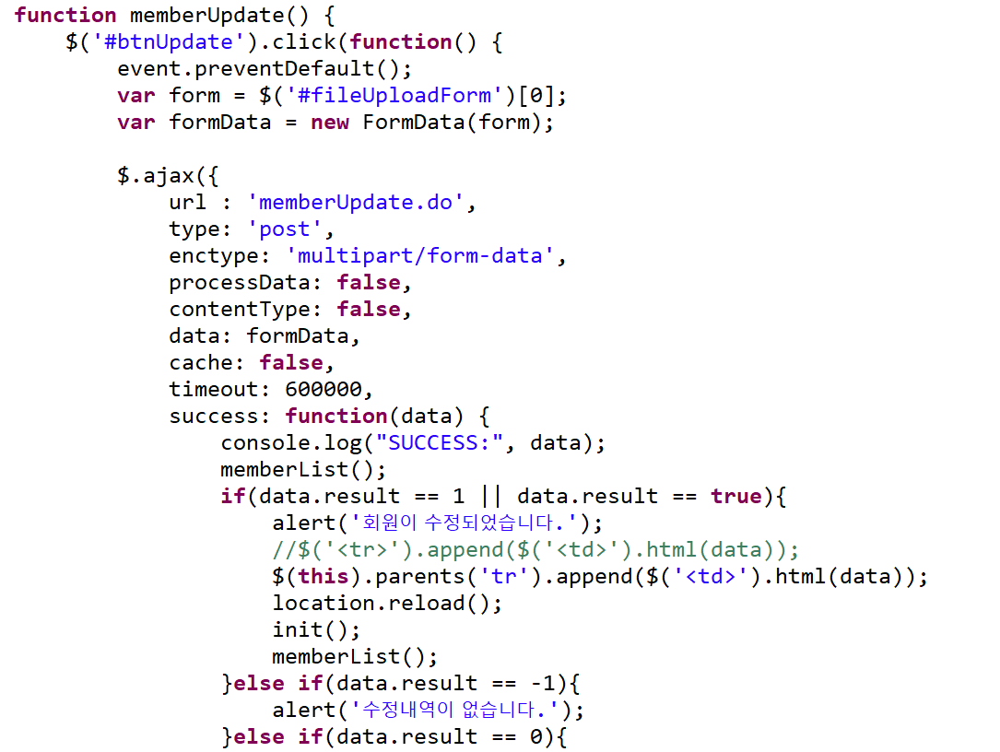 function memberUpdate() {
    $('#btnUpdate').click(function() {
        event.preventDefault();
        var form = $('#fileUploadForm')[0];
        var formData = new FormData(form);

        $.ajax({
            url : 'memberUpdate.do',
            type: 'post',
            enctype: 'multipart/form-data',
            processData: false,
            contentType: false,
            data: formData,
            cache: false,
            timeout: 600000,
            success: function(data) {
                console.log("SUCCESS:", data);
                memberList();
                if(data.result == 1 || data.result == true){
                    alert('회원이 수정되었습니다.');
                    //$('<tr>').append($('<td>').html(data));
                    $(this).parents('tr').append($('<td>').html(data));
                    location.reload();
                    init();
                    memberList();
                }else if(data.result == -1){
                    alert('수정내역이 없습니다.');
                }else if(data.result == 0){